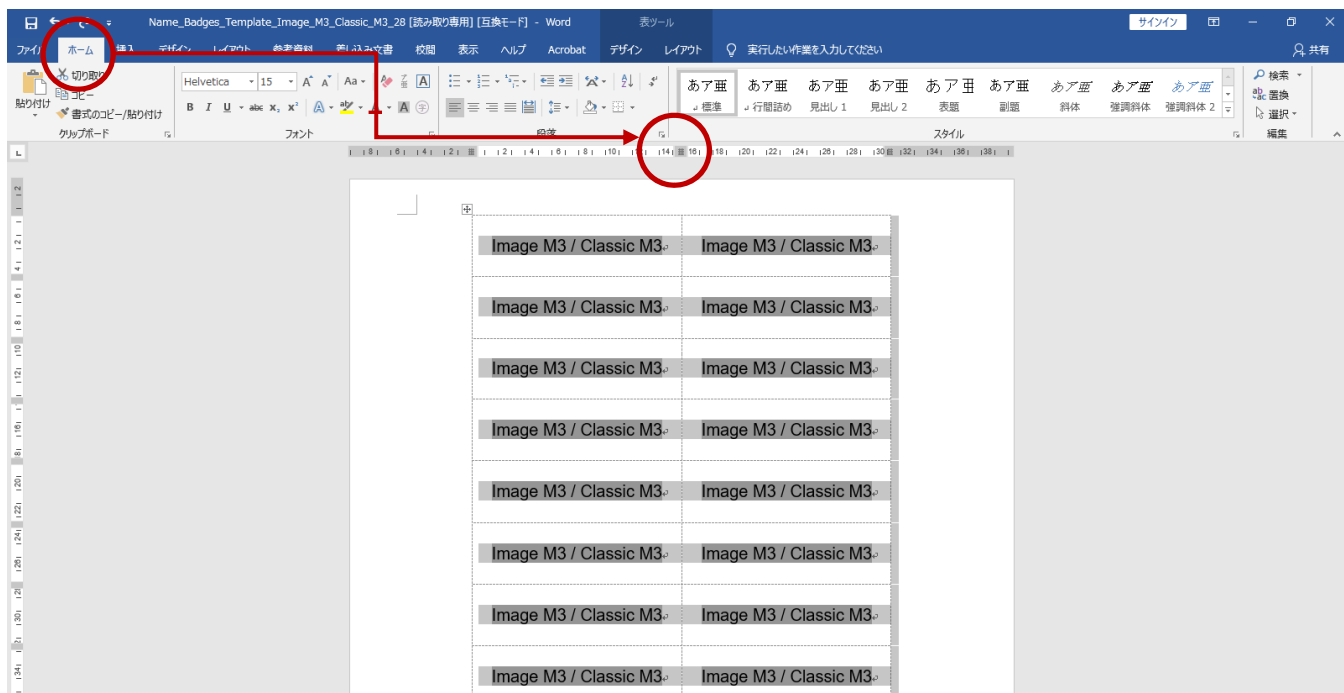 Name_Badges_Template_Image_M3_Classic_M3_28 [読み取り専用] [互換モード] - Word 表ツール サインイン
ホーム 挿入 デザイン レイアウト 参考資料 差し込み文書 校閲 表示 ヘルプ Acrobat デザイン レイアウト 実行したい作業を入力してください 共有
切り取り Helvetica 15 Aa あア亜 あア亜 あア亜 あア亜 あア亜 あア亜 あア亜 あア亜 あア亜 検索
貼り付け コピー B I U abc X₂ X² A A 標準 行間詰め 見出し 1 見出し 2 表題 副題 斜体 強調斜体 強調斜体 2 置換
書式のコピー/貼り付け 選択
クリップボード フォント 段落 スタイル 編集
Image M3 / Classic M3 Image M3 / Classic M3
Image M3 / Classic M3 Image M3 / Classic M3
Image M3 / Classic M3 Image M3 / Classic M3
Image M3 / Classic M3 Image M3 / Classic M3
Image M3 / Classic M3 Image M3 / Classic M3
Image M3 / Classic M3 Image M3 / Classic M3
Image M3 / Classic M3 Image M3 / Classic M3
Image M3 / Classic M3 Image M3 / Classic M3